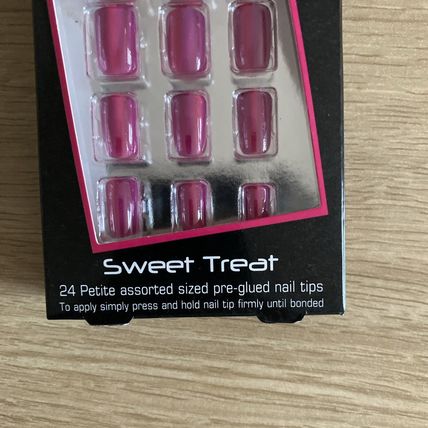 Sweet Treat
24 Petite assorted sized pre-glued nail tips
To apply simply press and hold nail tip firmly until bonded